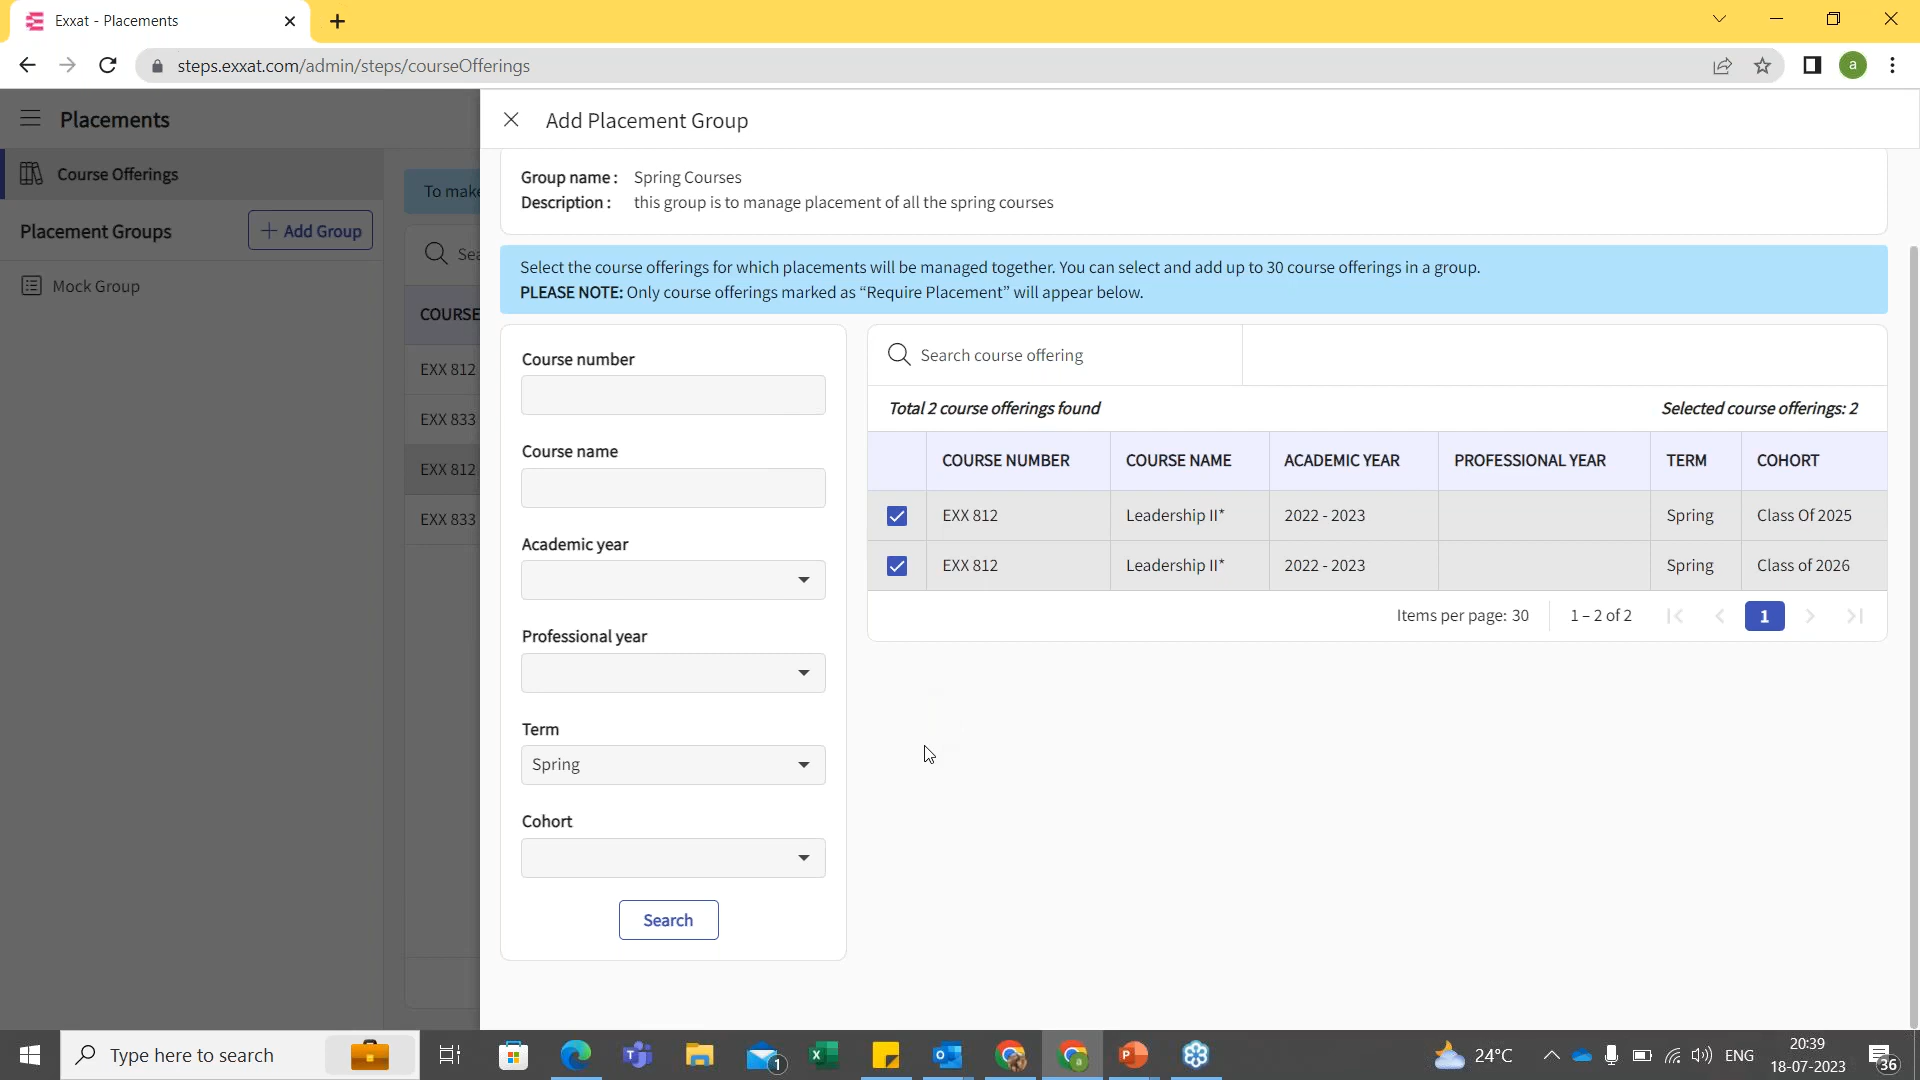 Exxat - Placements
steps.exxat.com/admin/steps/courseOfferings
a
Placements
Course Offerings
Placement Groups
+ Add Group
Mock Group
To make
Sea
COURSE
EXX 812
EXX 833
EXX 812
EXX 833
Add Placement Group
Group name : Spring Courses
Description : this group is to manage placement of all the spring courses
Select the course offerings for which placements will be managed together. You can select and add up to 30 course offerings in a group.
PLEASE NOTE: Only course offerings marked as “Require Placement” will appear below.
Course number
Course name
Academic year
Professional year
Term
Spring
Cohort
Search
Search course offering
Total 2 course offerings found Selected course offerings: 2
COURSE NUMBER COURSE NAME ACADEMIC YEAR PROFESSIONAL YEAR TERM COHORT
EXX 812 Leadership II* 2022 - 2023 Spring Class Of 2025
EXX 812 Leadership II* 2022 - 2023 Spring Class of 2026
Items per page: 30 1 – 2 of 2 1
Type here to search
1
24°C
ENG
20:39
18-07-2023
36